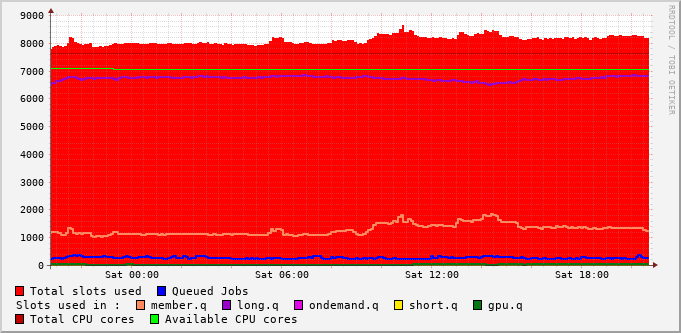 9000
8000
7000
6000
5000
4000
3000
2000
1000
0
Sat 00:00 Sat 06:00 Sat 12:00 Sat 18:00
RRDTOOL / TOBI OETIKER
Total slots used Queued Jobs
Slots used in : member.q long.q ondemand.q short.q gpu.q
Total CPU cores Available CPU cores